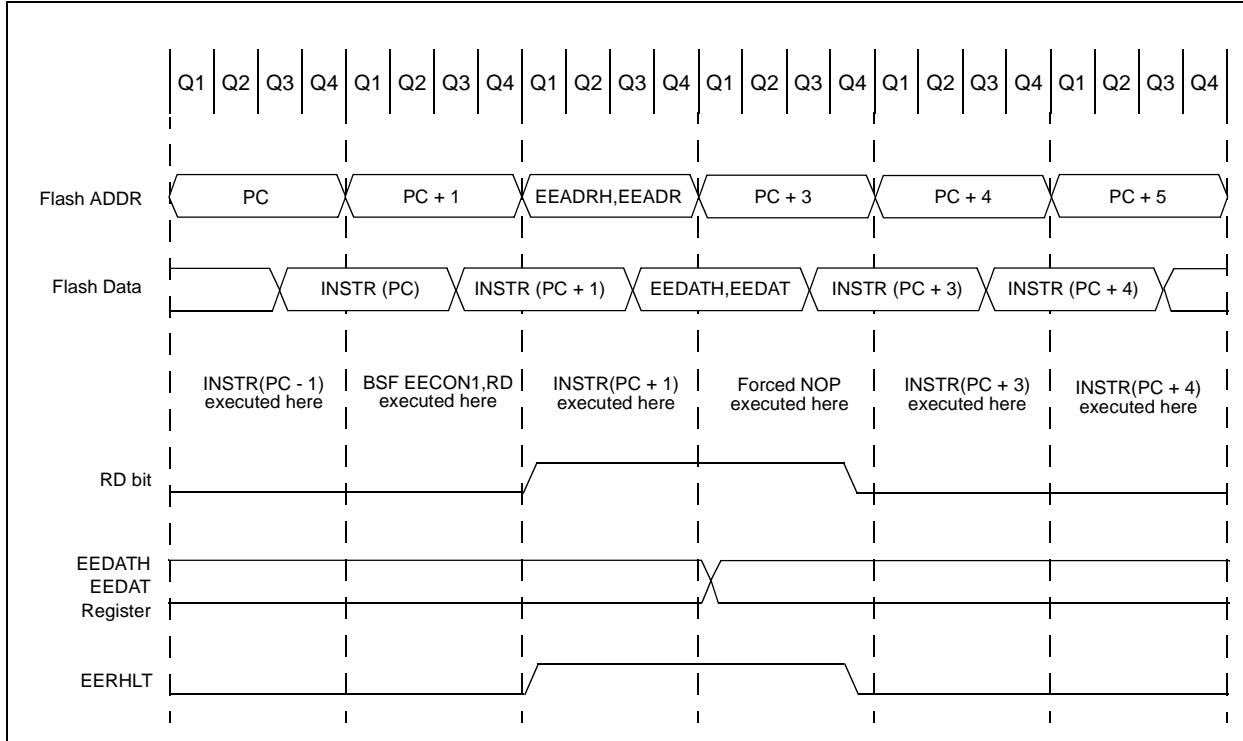 Q1 Q2 Q3 Q4 Q1 Q2 Q3 Q4 Q1 Q2 Q3 Q4 Q1 Q2 Q3 Q4 Q1 Q2 Q3 Q4 Q1 Q2 Q3 Q4
Flash ADDR PC PC + 1 EEADRH,EEADR PC + 3 PC + 4 PC + 5
Flash Data INSTR (PC) INSTR (PC + 1) EEDATH,EEDAT INSTR (PC + 3) INSTR (PC + 4)
INSTR(PC - 1) BSF EECON1,RD INSTR(PC + 1) Forced NOP INSTR(PC + 3) INSTR(PC + 4)
executed here executed here executed here executed here executed here executed here
RD bit
EEDATH
EEDAT
Register
EERHLT